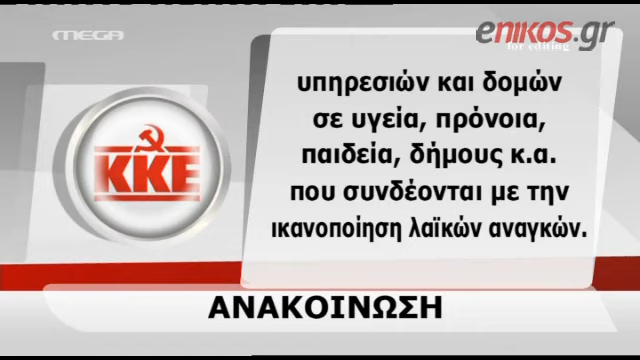 MEGA
enikos.gr
for editing
υπηρεσιών και δομών
σε υγεία, πρόνοια,
παιδεία, δήμους κ.α.
που συνδέονται με την
ικανοποίηση λαϊκών αναγκών.
ΚΚΕ
ΑΝΑΚΟΙΝΩΣΗ